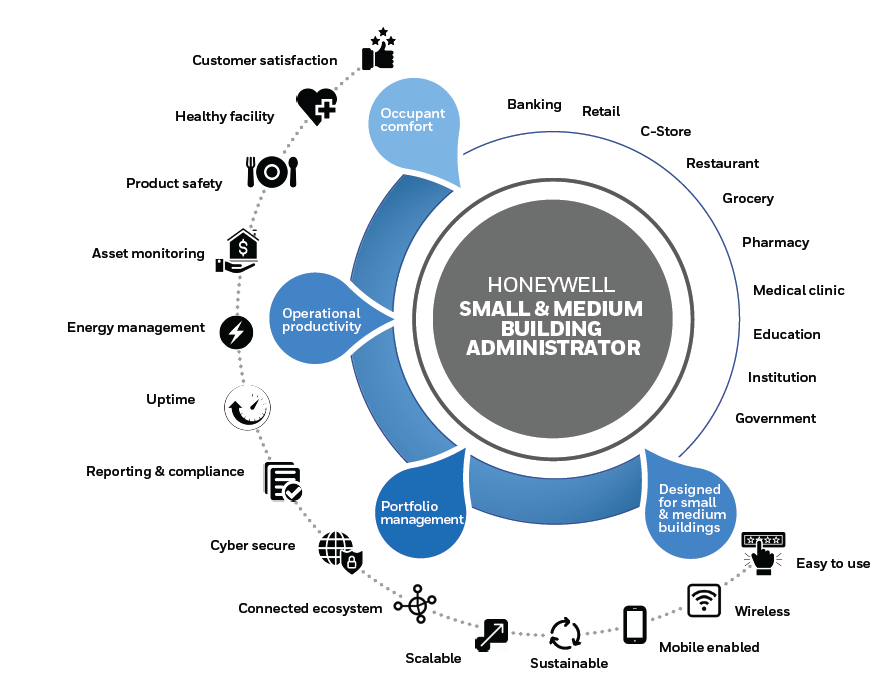 Customer satisfaction
Healthy facility
Product safety
Asset monitoring
Energy management
Uptime
Reporting & compliance
Cyber secure
Connected ecosystem
Scalable
Sustainable
Mobile enabled
Wireless
Easy to use
Occupant
comfort
Operational
productivity
Portfolio
management
Designed
for small
& medium
buildings
HONEYWELL
SMALL & MEDIUM
BUILDING
ADMINISTRATOR
Banking
Retail
C-Store
Restaurant
Grocery
Pharmacy
Medical clinic
Education
Institution
Government
$